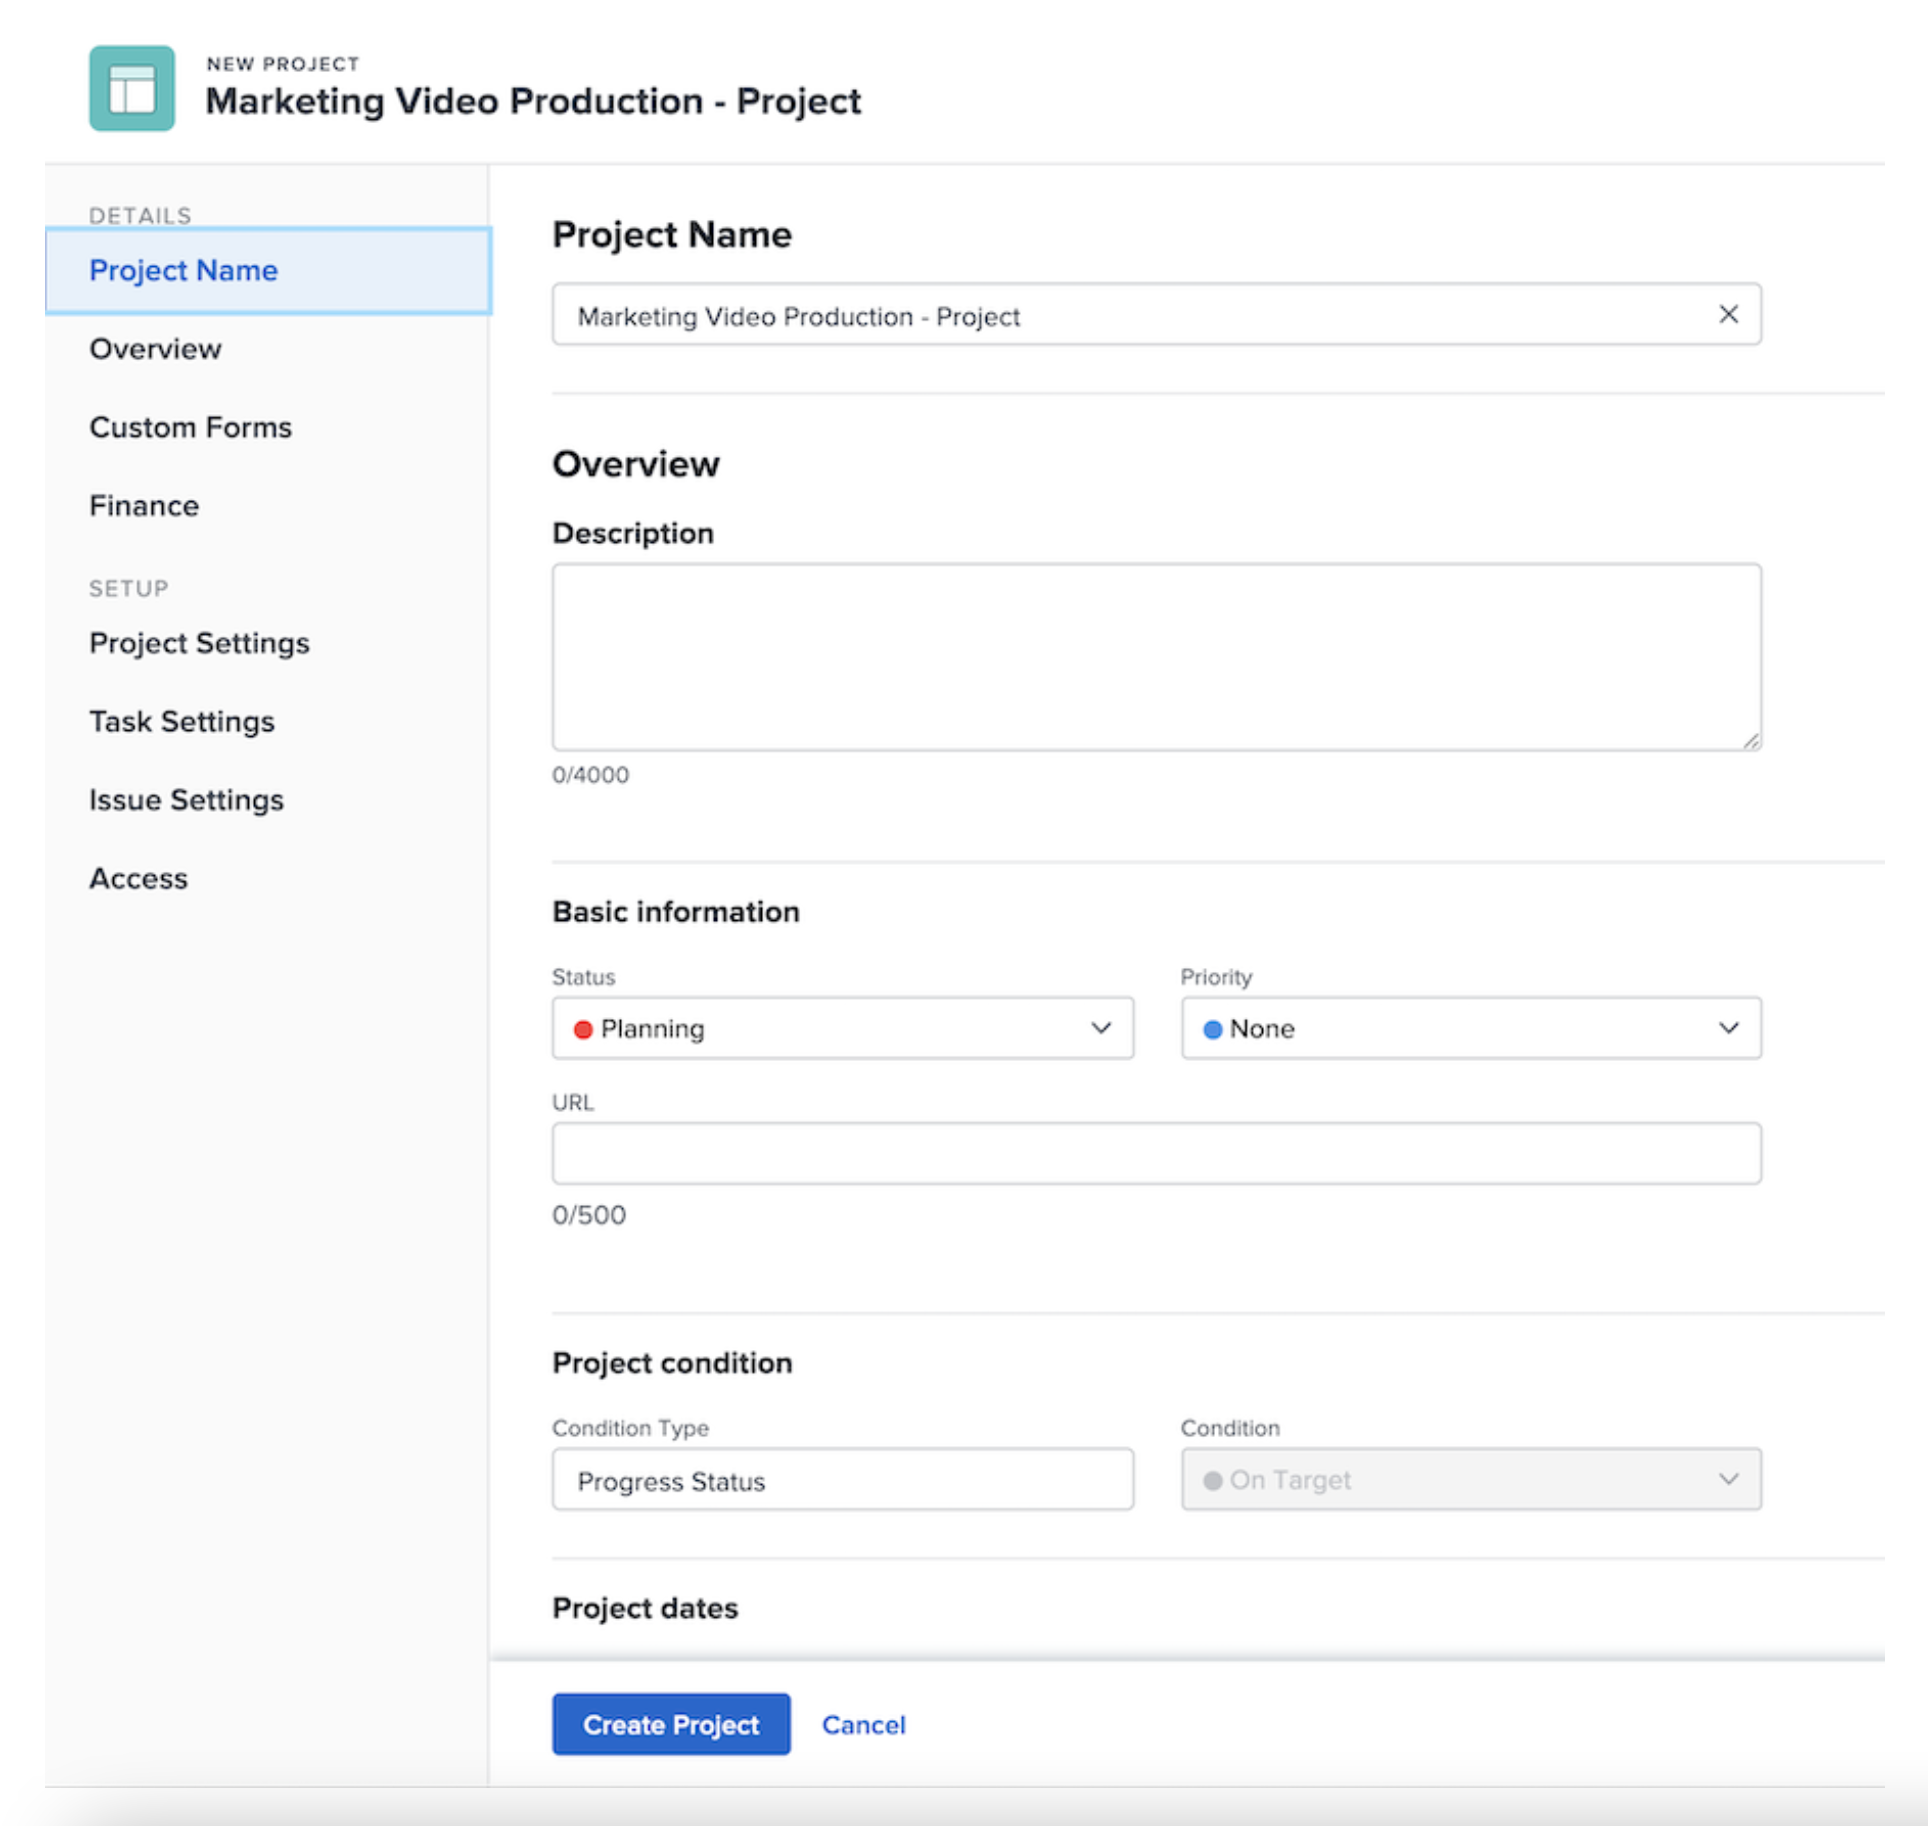 NEW PROJECT
Marketing Video Production - Project
DETAILS
Project Name
Overview
Custom Forms
Finance
SETUP
Project Settings
Task Settings
Issue Settings
Access
Project Name
Marketing Video Production - Project
Overview
Description
0/4000
Basic information
Status
Priority
Planning
None
URL
0/500
Project condition
Condition Type
Condition
Progress Status
On Target
Project dates
Create Project
Cancel